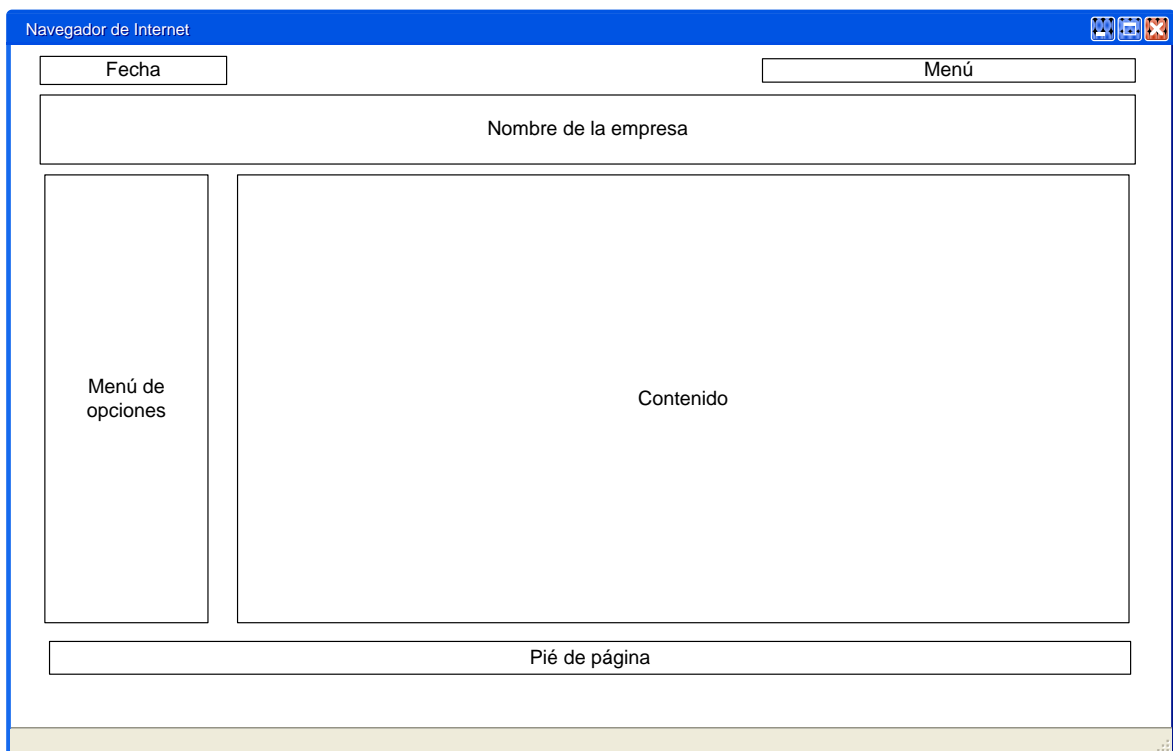 Navegador de Internet
Fecha
Menú
Nombre de la empresa
Menú de
opciones
Contenido
Pié de página